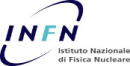 INFN
Istituto Nazionale
di Fisica Nucleare